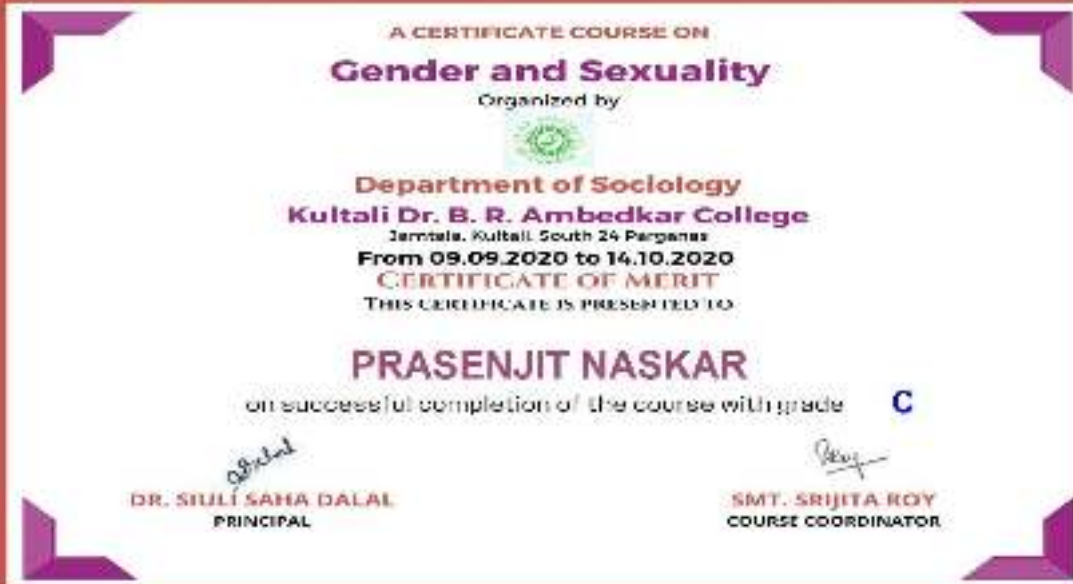 A CERTIFICATE COURSE ON
Gender and Sexuality
Organized by
Department of Sociology
Kultali Dr. B. R. Ambedkar College
Jamtala, Kultali, South 24 Parganas
From 09.09.2020 to 14.10.2020
CERTIFICATE OF MERIT
THIS CERTIFICATE IS PRESENTED TO
PRASENJIT NASKAR
on successful completion of the course with grade C
DR. SIULI SAHA DALAL
PRINCIPAL
SMT. SRIJITA ROY
COURSE COORDINATOR